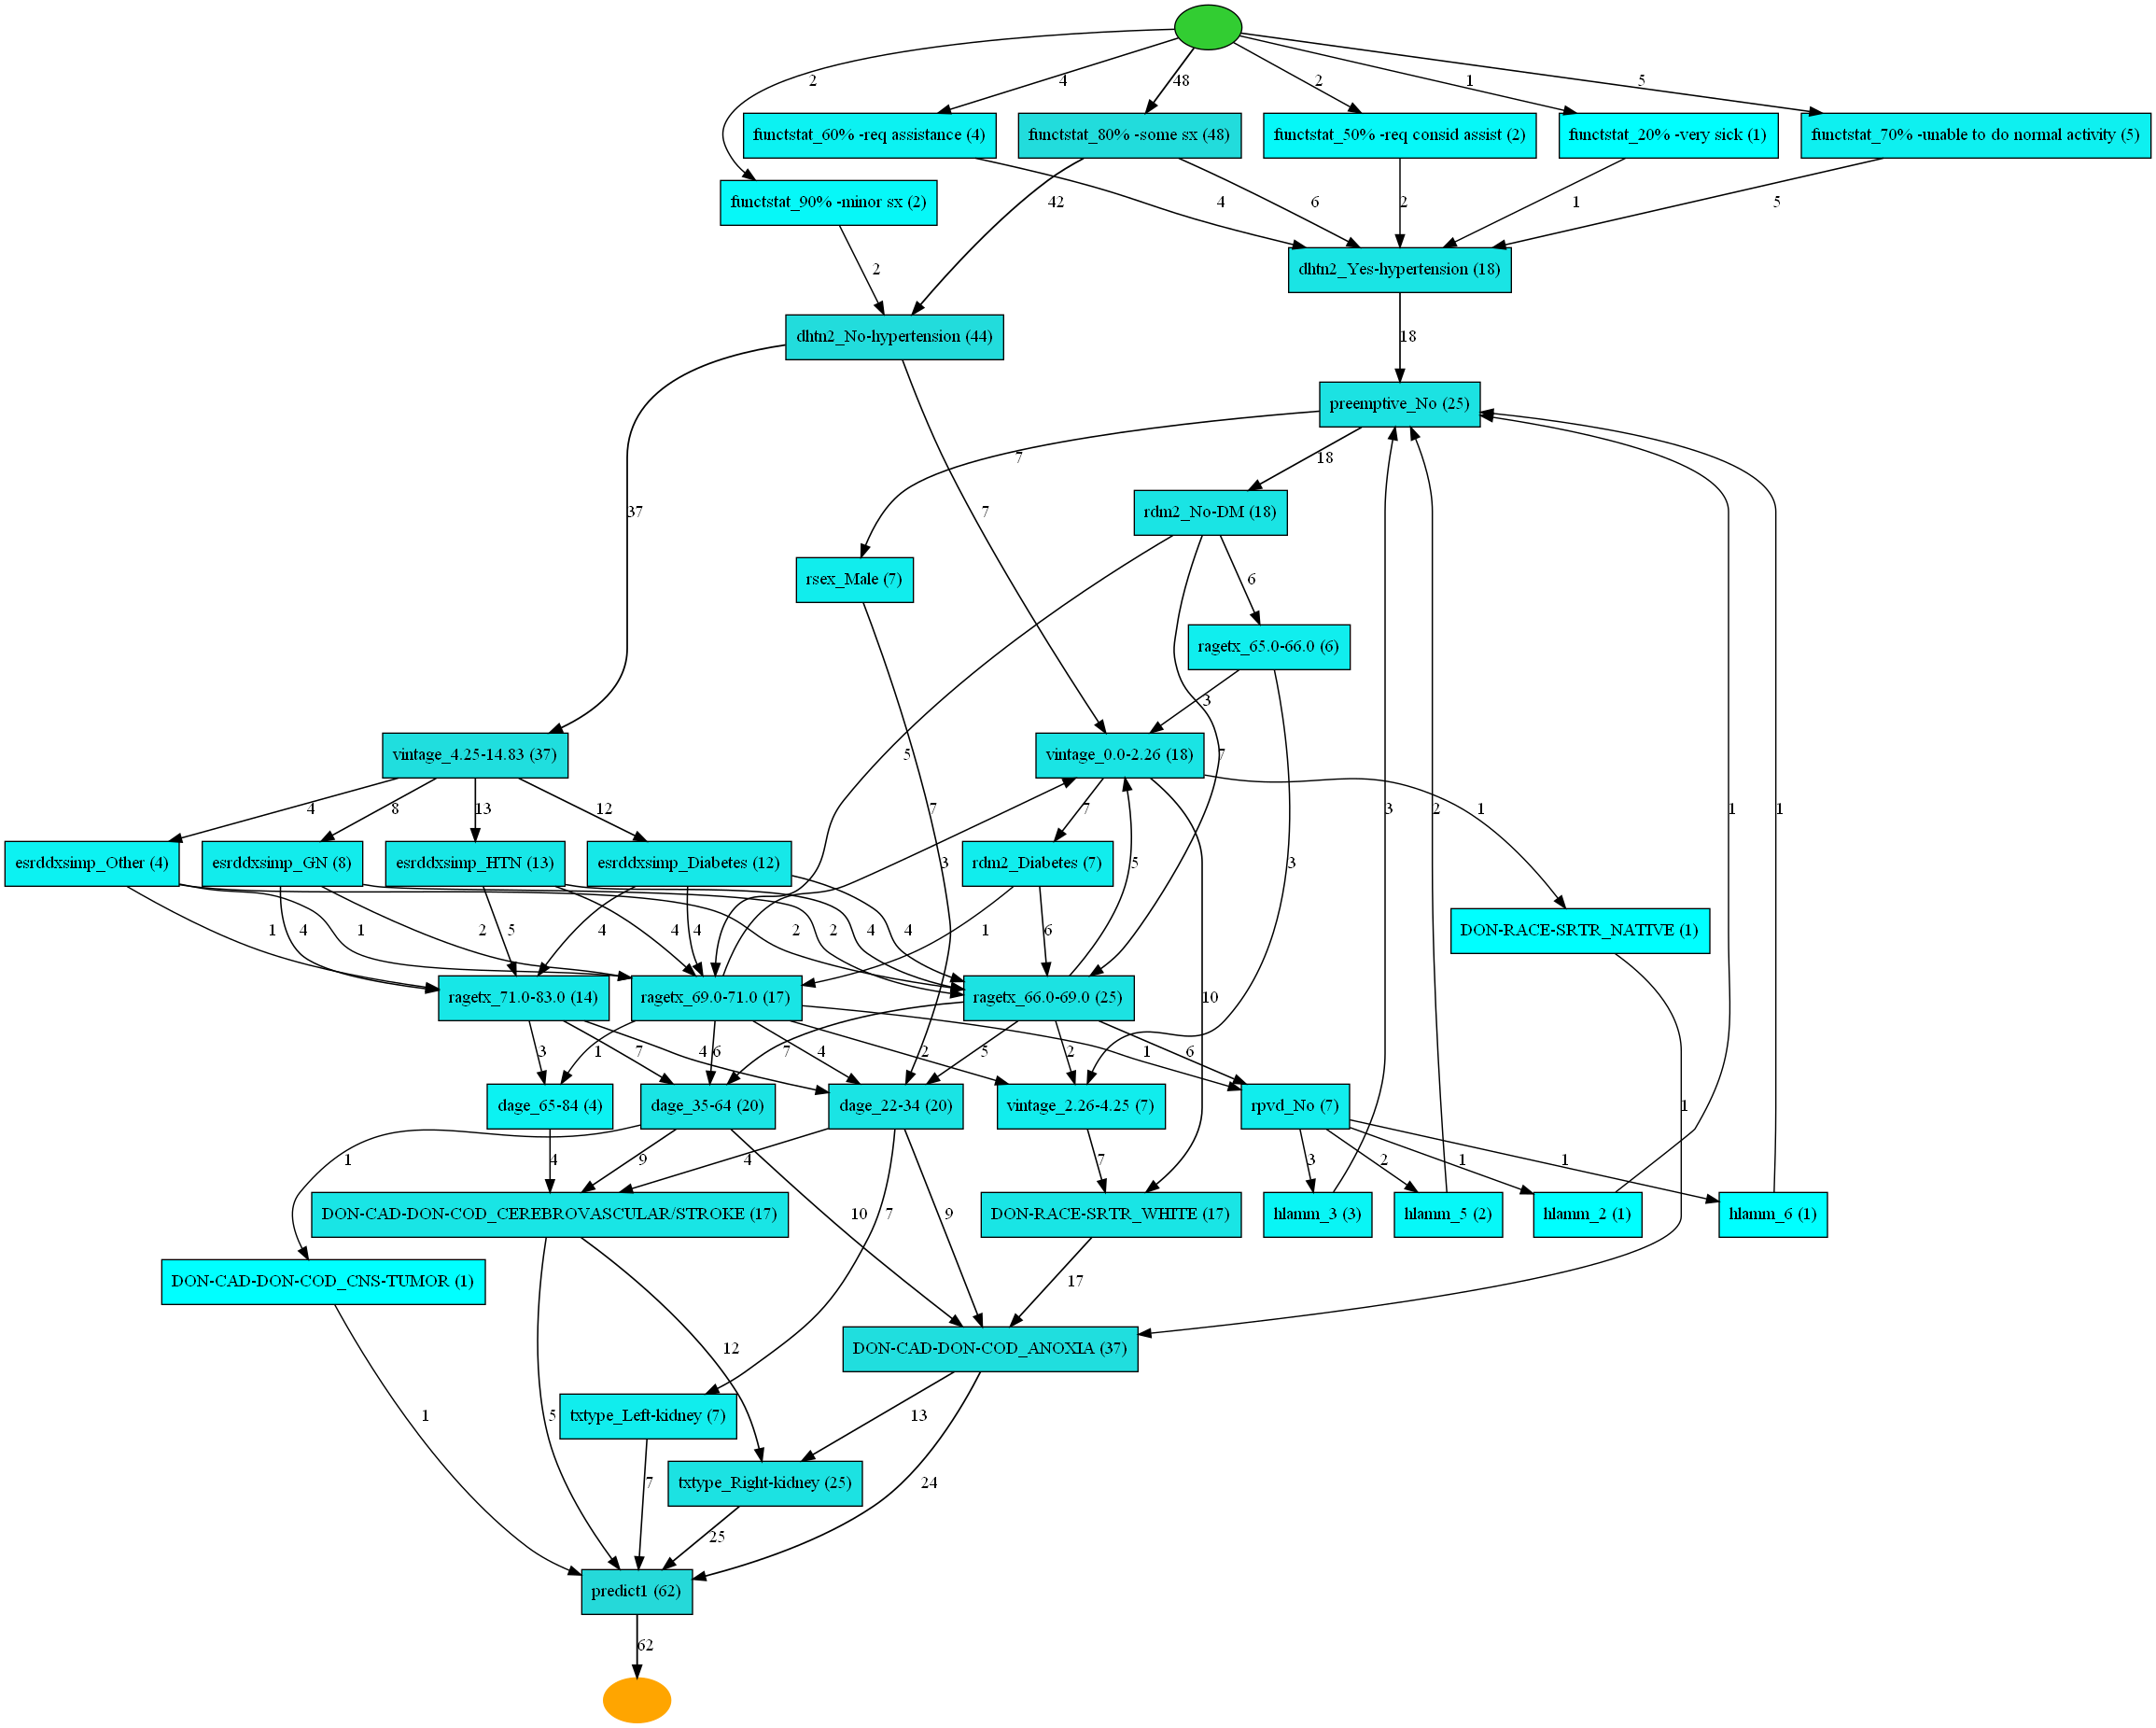 2
4
48
2
1
5
functstat_60% -req assistance (4)
functstat_80% -some sx (48)
functstat_50% -req consid assist (2)
functstat_20% -very sick (1)
functstat_70% -unable to do normal activity (5)
functstat_90% -minor sx (2)
42
4
6
2
1
5
2
dhtn2_Yes-hypertension (18)
dhtn2_No-hypertension (44)
18
preemptive_No (25)
7
18
37
7
rdm2_No-DM (18)
rsex_Male (7)
6
ragetx_65.0-66.0 (6)
3
5
7
vintage_4.25-14.83 (37)
vintage_0.0-2.26 (18)
4
8
13
12
7
3
7
1
3
2
1
1
esrddxsimp_Other (4)
esrddxsimp_GN (8)
esrddxsimp_HTN (13)
esrddxsimp_Diabetes (12)
rdm2_Diabetes (7)
3
5
DON-RACE-SRTR_NATIVE (1)
1
4
1
2
5
4
4
4
2
2
4
4
1
6
10
ragetx_71.0-83.0 (14)
ragetx_69.0-71.0 (17)
ragetx_66.0-69.0 (25)
3
1
7
6
4
7
4
2
5
2
1
6
dage_65-84 (4)
dage_35-64 (20)
dage_22-34 (20)
vintage_2.26-4.25 (7)
rpvd_No (7)
1
1
4
9
4
7
3
2
1
1
DON-CAD-DON-COD_CEREBROVASCULAR/STROKE (17)
10
7
9
DON-RACE-SRTR_WHITE (17)
hlamm_3 (3)
hlamm_5 (2)
hlamm_2 (1)
hlamm_6 (1)
DON-CAD-DON-COD_CNS-TUMOR (1)
17
12
DON-CAD-DON-COD_ANOXIA (37)
1
5
txtype_Left-kidney (7)
13
7
txtype_Right-kidney (25)
24
25
predict1 (62)
62